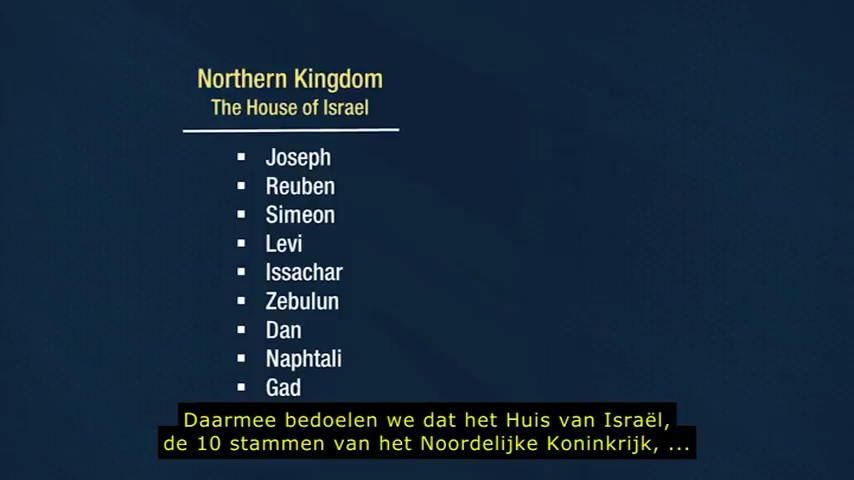 Northern Kingdom
The House of Israel
▪ Joseph
▪ Reuben
▪ Simeon
▪ Levi
▪ Issachar
▪ Zebulun
▪ Dan
▪ Naphtali
▪ Gad
Daarmee bedoelen we dat het Huis van Israël,
de 10 stammen van het Noordelijke Koninkrijk, ...